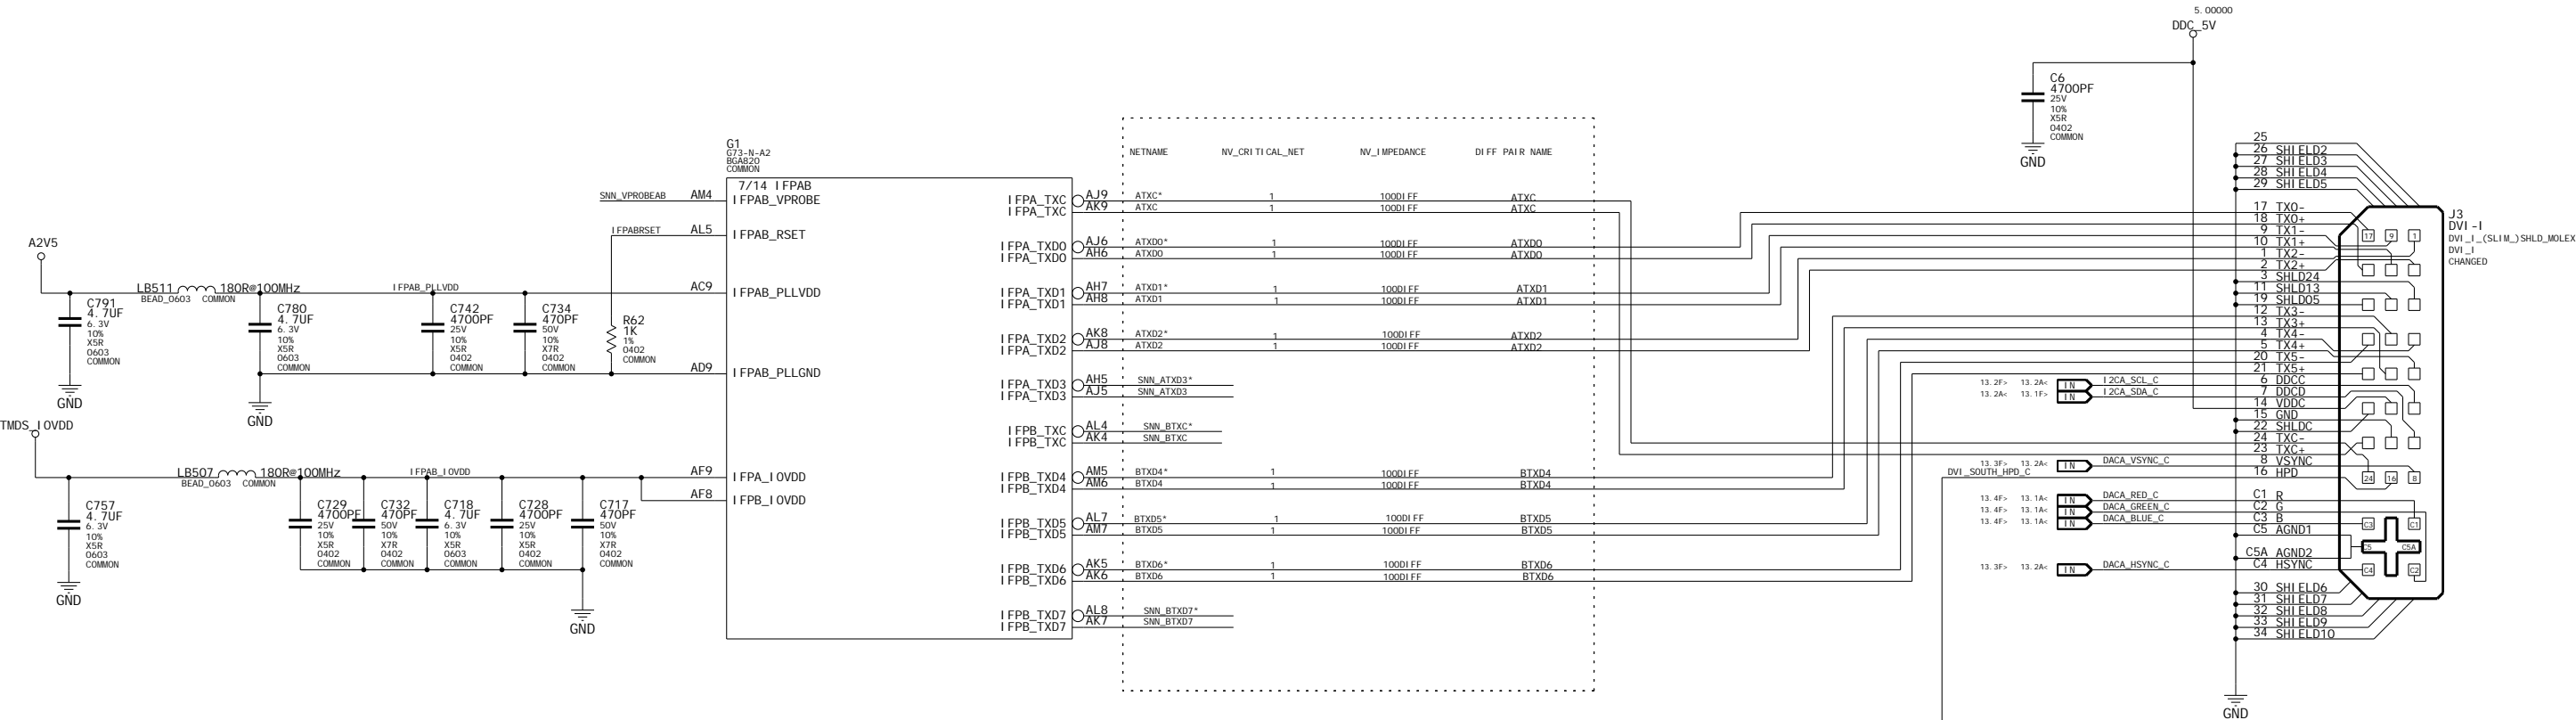 5.00000
DDC_5V
C6
4700PF
25V
10%
X5R
0402
COMMON
GND
A2V5
C791
4.7UF
6.3V
10%
X5R
0603
COMMON
GND
LB511 180R@100MHz
BEAD_0603 COMMON
C780
4.7UF
6.3V
10%
X5R
0603
COMMON
GND
IFPAB_PLLVDD
C742
4700PF
25V
10%
X5R
0402
COMMON
C734
470PF
50V
10%
X7R
0402
COMMON
R62
1K
1%
0402
COMMON
SNN_VPROBEAB
IFPABRSET
TMDS_IOVDD
C757
4.7UF
6.3V
10%
X5R
0603
COMMON
GND
LB507 180R@100MHz
BEAD_0603 COMMON
IFPAB_IOVDD
C729
4700PF
25V
10%
X5R
0402
COMMON
C732
470PF
50V
10%
X7R
0402
COMMON
C718
4.7UF
6.3V
10%
X5R
0603
COMMON
C728
4700PF
25V
10%
X5R
0402
COMMON
C717
470PF
50V
10%
X7R
0402
COMMON
GND
G1
G73-N-A2
BGA820
COMMON
7/14 IFPAB
AM4 IFPAB_VPROBE
AL5 IFPAB_RSET
AC9 IFPAB_PLLVDD
AD9 IFPAB_PLLGND
AF9 IFPA_IOVDD
AF8 IFPB_IOVDD
NETNAME NV_CRITICAL_NET NV_IMPEDANCE DIFF PAIR NAME
IFPA_TXC AJ9 ATXC* 1 100DIFF ATXC
IFPA_TXC AK9 ATXC 1 100DIFF ATXC
IFPA_TXD0 AJ6 ATXD0* 1 100DIFF ATXD0
IFPA_TXD0 AH6 ATXD0 1 100DIFF ATXD0
IFPA_TXD1 AH7 ATXD1* 1 100DIFF ATXD1
IFPA_TXD1 AH8 ATXD1 1 100DIFF ATXD1
IFPA_TXD2 AK8 ATXD2* 1 100DIFF ATXD2
IFPA_TXD2 AJ8 ATXD2 1 100DIFF ATXD2
IFPA_TXD3 AH5 SNN_ATXD3*
IFPA_TXD3 AJ5 SNN_ATXD3
IFPB_TXC AL4 SNN_BTXC*
IFPB_TXC AK4 SNN_BTXC
IFPB_TXD4 AM5 BTXD4* 1 100DIFF BTXD4
IFPB_TXD4 AM6 BTXD4 1 100DIFF BTXD4
IFPB_TXD5 AL7 BTXD5* 1 100DIFF BTXD5
IFPB_TXD5 AM7 BTXD5 1 100DIFF BTXD5
IFPB_TXD6 AK5 BTXD6* 1 100DIFF BTXD6
IFPB_TXD6 AK6 BTXD6 1 100DIFF BTXD6
IFPB_TXD7 AL8 SNN_BTXD7*
IFPB_TXD7 AK7 SNN_BTXD7
13.2F> 13.2A< IN I2CA_SCL_C
13.2A< 13.1F> IN I2CA_SDA_C
13.3F> 13.2A< IN DACA_VSYNC_C
DVI_SOUTH_HPD_C
13.4F> 13.1A< IN DACA_RED_C
13.4F> 13.1A< IN DACA_GREEN_C
13.4F> 13.1A< IN DACA_BLUE_C
13.3F> 13.2A< IN DACA_HSYNC_C
25
26 SHIELD2
27 SHIELD3
28 SHIELD4
29 SHIELD5
17 TX0-
18 TX0+
9 TX1-
10 TX1+
1 TX2-
2 TX2+
3 SHLD24
11 SHLD13
19 SHLD05
12 TX3-
13 TX3+
4 TX4-
5 TX4+
20 TX5-
21 TX5+
6 DDCC
7 DDCD
14 VDDC
15 GND
22 SHLDC
24 TXC-
23 TXC+
8 VSYNC
16 HPD
C1 R
C2 G
C3 B
C5 AGND1
C5A AGND2
C4 HSYNC
30 SHIELD6
31 SHIELD7
32 SHIELD8
33 SHIELD9
34 SHIELD10
GND
J3
DVI-I
DVI_I_(SLIM_)SHLD_MOLEX
DVI_I
CHANGED
17 9 1
24 16 8
C3 C1
C5 C5A
C4 C2